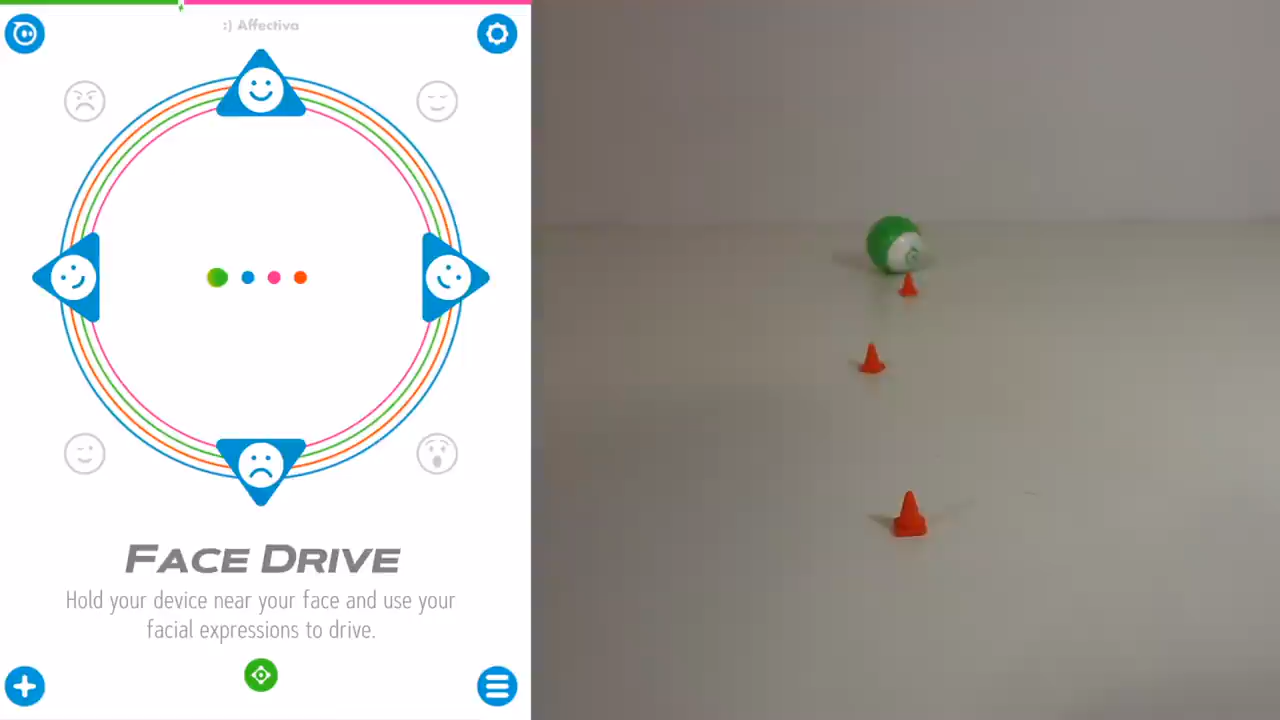 :) Affectiva
FACE DRIVE
Hold your device near your face and use your
facial expressions to drive.